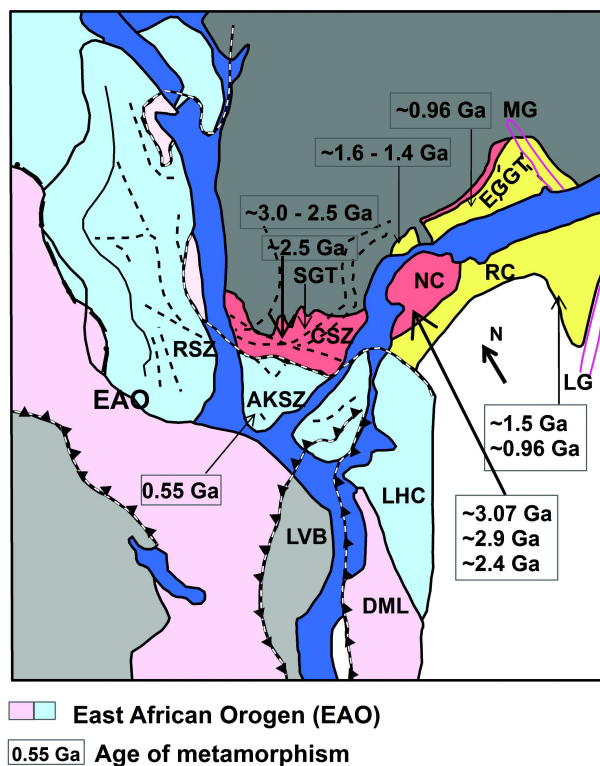 ~0.96 Ga
MG
~1.6 - 1.4 Ga
EGGT
~3.0 - 2.5 Ga
~2.5 Ga
SGT
NC
RC
CSZ
N
RSZ
EAO
AKSZ
LG
~1.5 Ga
~0.96 Ga
0.55 Ga
LHC
~3.07 Ga
~2.9 Ga
~2.4 Ga
LVB
DML
East African Orogen (EAO)
0.55 Ga Age of metamorphism